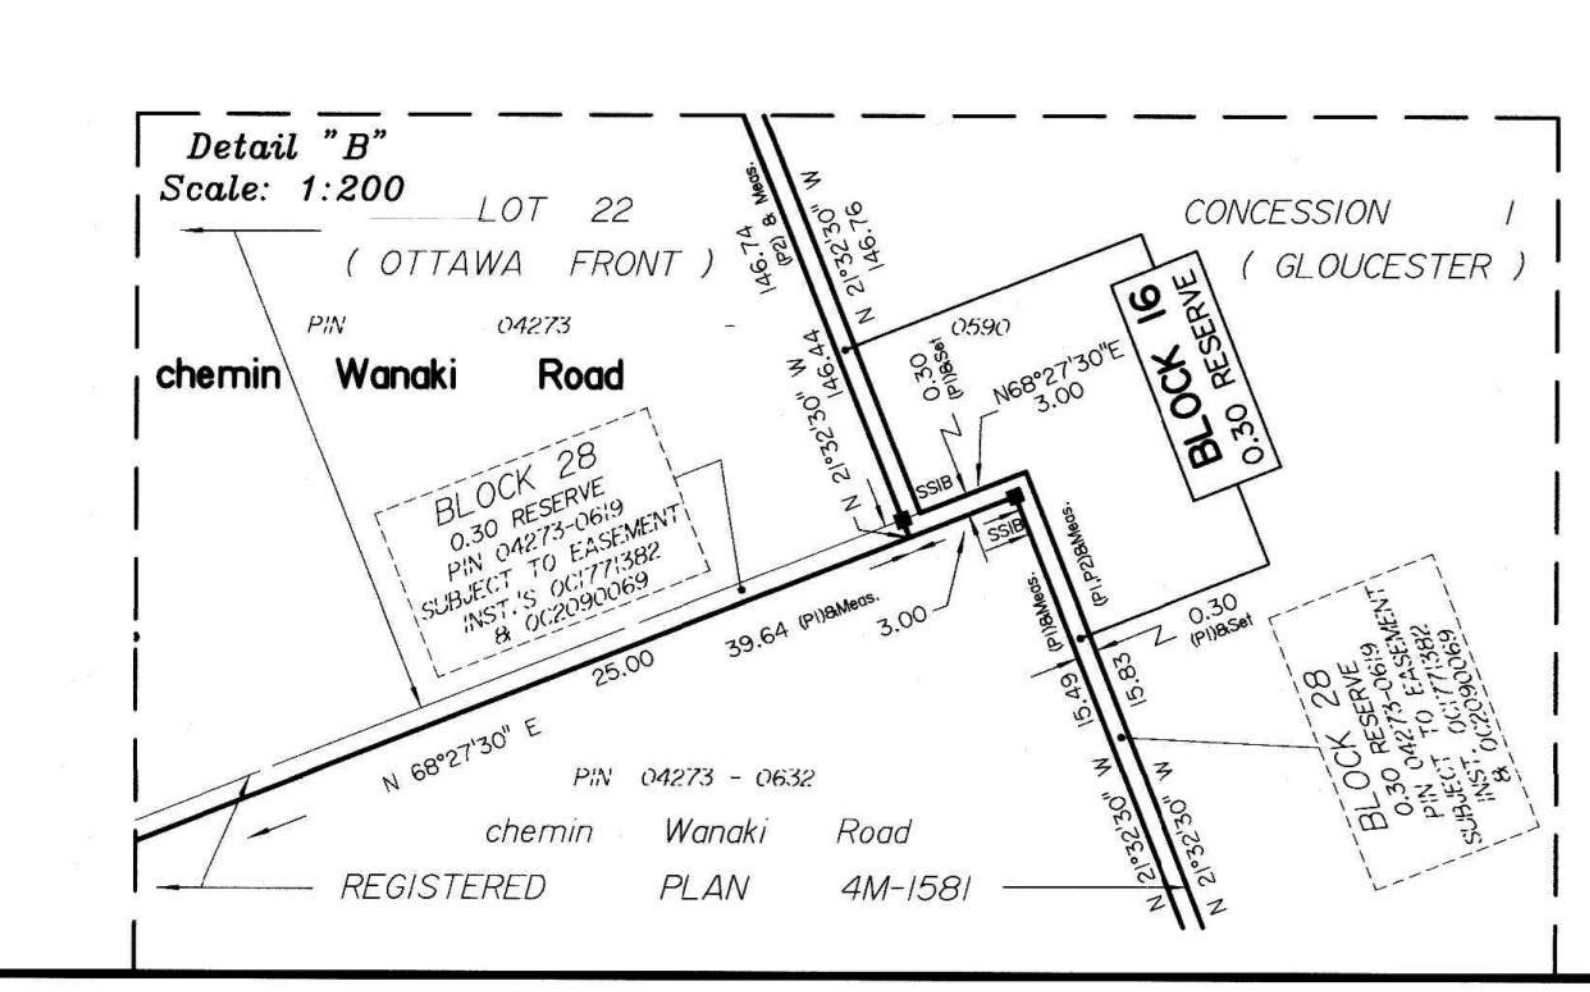 Detail "B"
Scale: 1:200
LOT 22
( OTTAWA FRONT )
PIN 04273 - 0590
chemin Wanaki Road
CONCESSION 1
( GLOUCESTER )
146.74
(P2) & Meas.
N 21°32'30" W
146.76
N 21°32'30" W
146.44
0.30
(P1)&Set
N68°27'30"E
3.00
BLOCK 16
0.30 RESERVE
SSIB
SSIB
BLOCK 28
0.30 RESERVE
PIN 04273-0619
SUBJECT TO EASEMENT
INST.'S OC1771382
& OC2090069
39.64 (P1)&Meas.
25.00
3.00
N 68°27'30" E
(P1)&Meas.
15.49
N 21°32'30" W
(P1,P2)&Meas.
15.83
N 21°32'30" W
0.30
(P1)&Set
BLOCK 28
0.30 RESERVE
PIN 04273-0619
SUBJECT TO EASEMENT
INST. OC1771382
& OC2090069
PIN 04273 - 0632
chemin Wanaki Road
REGISTERED PLAN 4M-1581